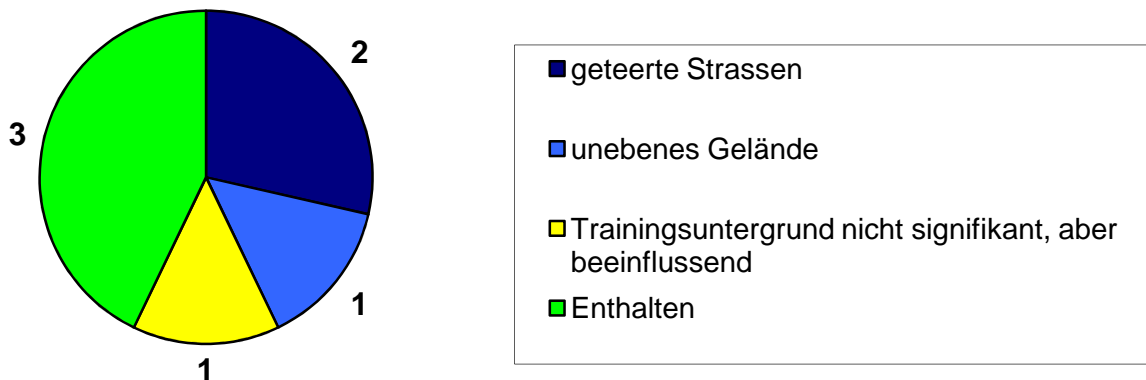 2
geteerte Strassen
unebenes Gelände
3
Trainingsuntergrund nicht signifikant, aber
beeinflussend
Enthalten
1
1